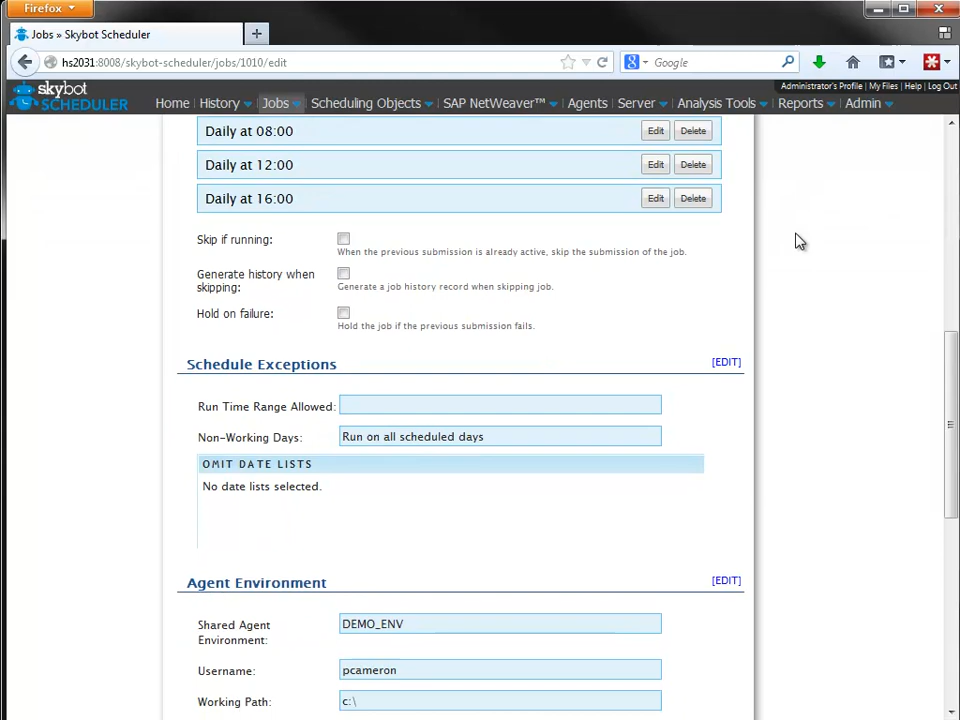 Firefox
Jobs » Skybot Scheduler
hs2031:8008/skybot-scheduler/jobs/1010/edit
Google
Administrator's Profile | My Files | Help | Log Out
skybot
SCHEDULER
Home History Jobs Scheduling Objects SAP NetWeaver™ Agents Server Analysis Tools Reports Admin
Daily at 08:00 Edit Delete
Daily at 12:00 Edit Delete
Daily at 16:00 Edit Delete
Skip if running:
When the previous submission is already active, skip the submission of the job.
Generate history when
skipping:
Generate a job history record when skipping job.
Hold on failure:
Hold the job if the previous submission fails.
Schedule Exceptions [EDIT]
Run Time Range Allowed:
Non-Working Days: Run on all scheduled days
OMIT DATE LISTS
No date lists selected.
Agent Environment [EDIT]
Shared Agent
Environment:
DEMO_ENV
Username: pcameron
Working Path: c:\